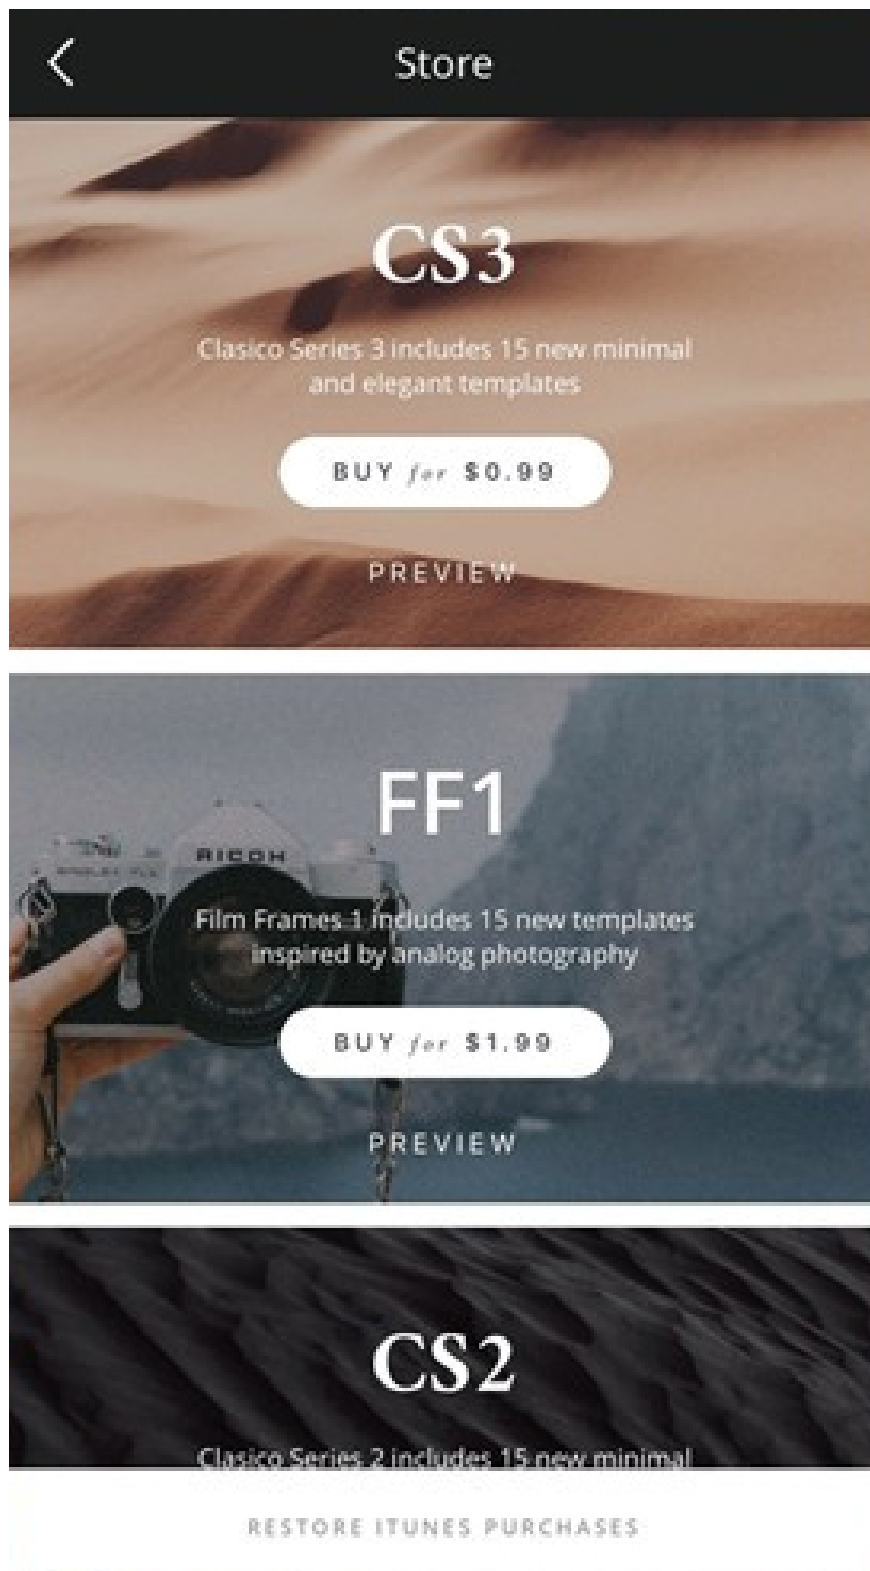 Store
CS3
Clasico Series 3 includes 15 new minimal
and elegant templates
BUY for $0.99
PREVIEW
FF1
RICOH
Film Frames 1 includes 15 new templates
inspired by analog photography
BUY for $1.99
PREVIEW
CS2
Clasico Series 2 includes 15 new minimal
RESTORE ITUNES PURCHASES